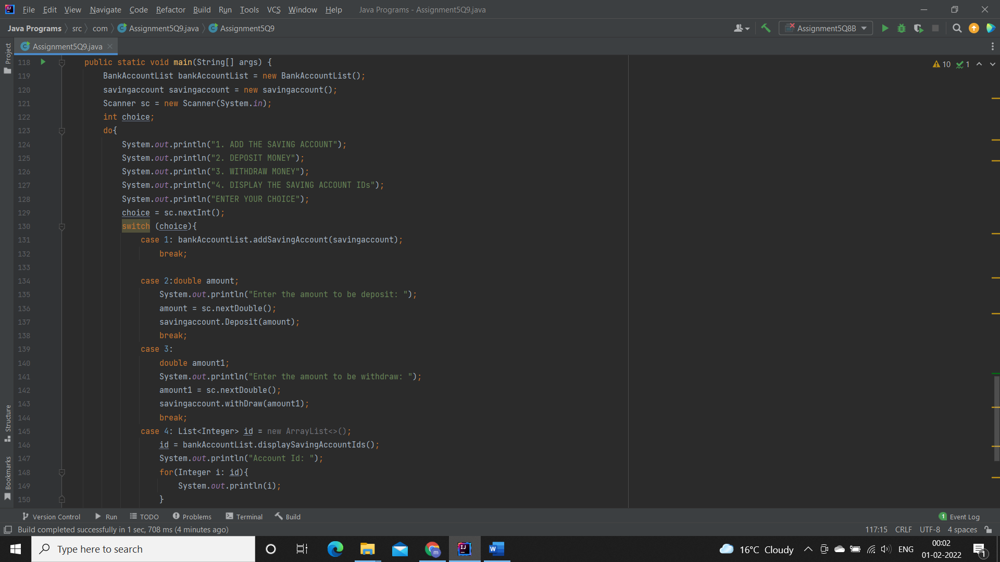 File Edit View Navigate Code Refactor Build Run Tools VCS Window Help Java Programs - Assignment5Q9.java
Java Programs src com Assignment5Q9.java Assignment5Q9 Assignment5Q8B
Project
Assignment5Q9.java
10 1
118 public static void main(String[] args) {
119 BankAccountList bankAccountList = new BankAccountList();
120 savingaccount savingaccount = new savingaccount();
121 Scanner sc = new Scanner(System.in);
122 int choice;
123 do{
124 System.out.println("1. ADD THE SAVING ACCOUNT");
125 System.out.println("2. DEPOSIT MONEY");
126 System.out.println("3. WITHDRAW MONEY");
127 System.out.println("4. DISPLAY THE SAVING ACCOUNT IDs");
128 System.out.println("ENTER YOUR CHOICE");
129 choice = sc.nextInt();
130 switch (choice){
131 case 1: bankAccountList.addSavingAccount(savingaccount);
132 break;
133
134 case 2:double amount;
135 System.out.println("Enter the amount to be deposit: ");
136 amount = sc.nextDouble();
137 savingaccount.Deposit(amount);
138 break;
139 case 3:
140 double amount1;
141 System.out.println("Enter the amount to be withdraw: ");
142 amount1 = sc.nextDouble();
143 savingaccount.withDraw(amount1);
144 break;
145 case 4: List<Integer> id = new ArrayList<>();
146 id = bankAccountList.displaySavingAccountIds();
147 System.out.println("Account Id: ");
148 for(Integer i: id){
149 System.out.println(i);
150 }
Structure
Bookmarks
Version Control Run TODO Problems Terminal Build 1 Event Log
Build completed successfully in 1 sec, 708 ms (4 minutes ago) 117:15 CRLF UTF-8 4 spaces
Type here to search 16°C Cloudy ENG 00:02
01-02-2022 1